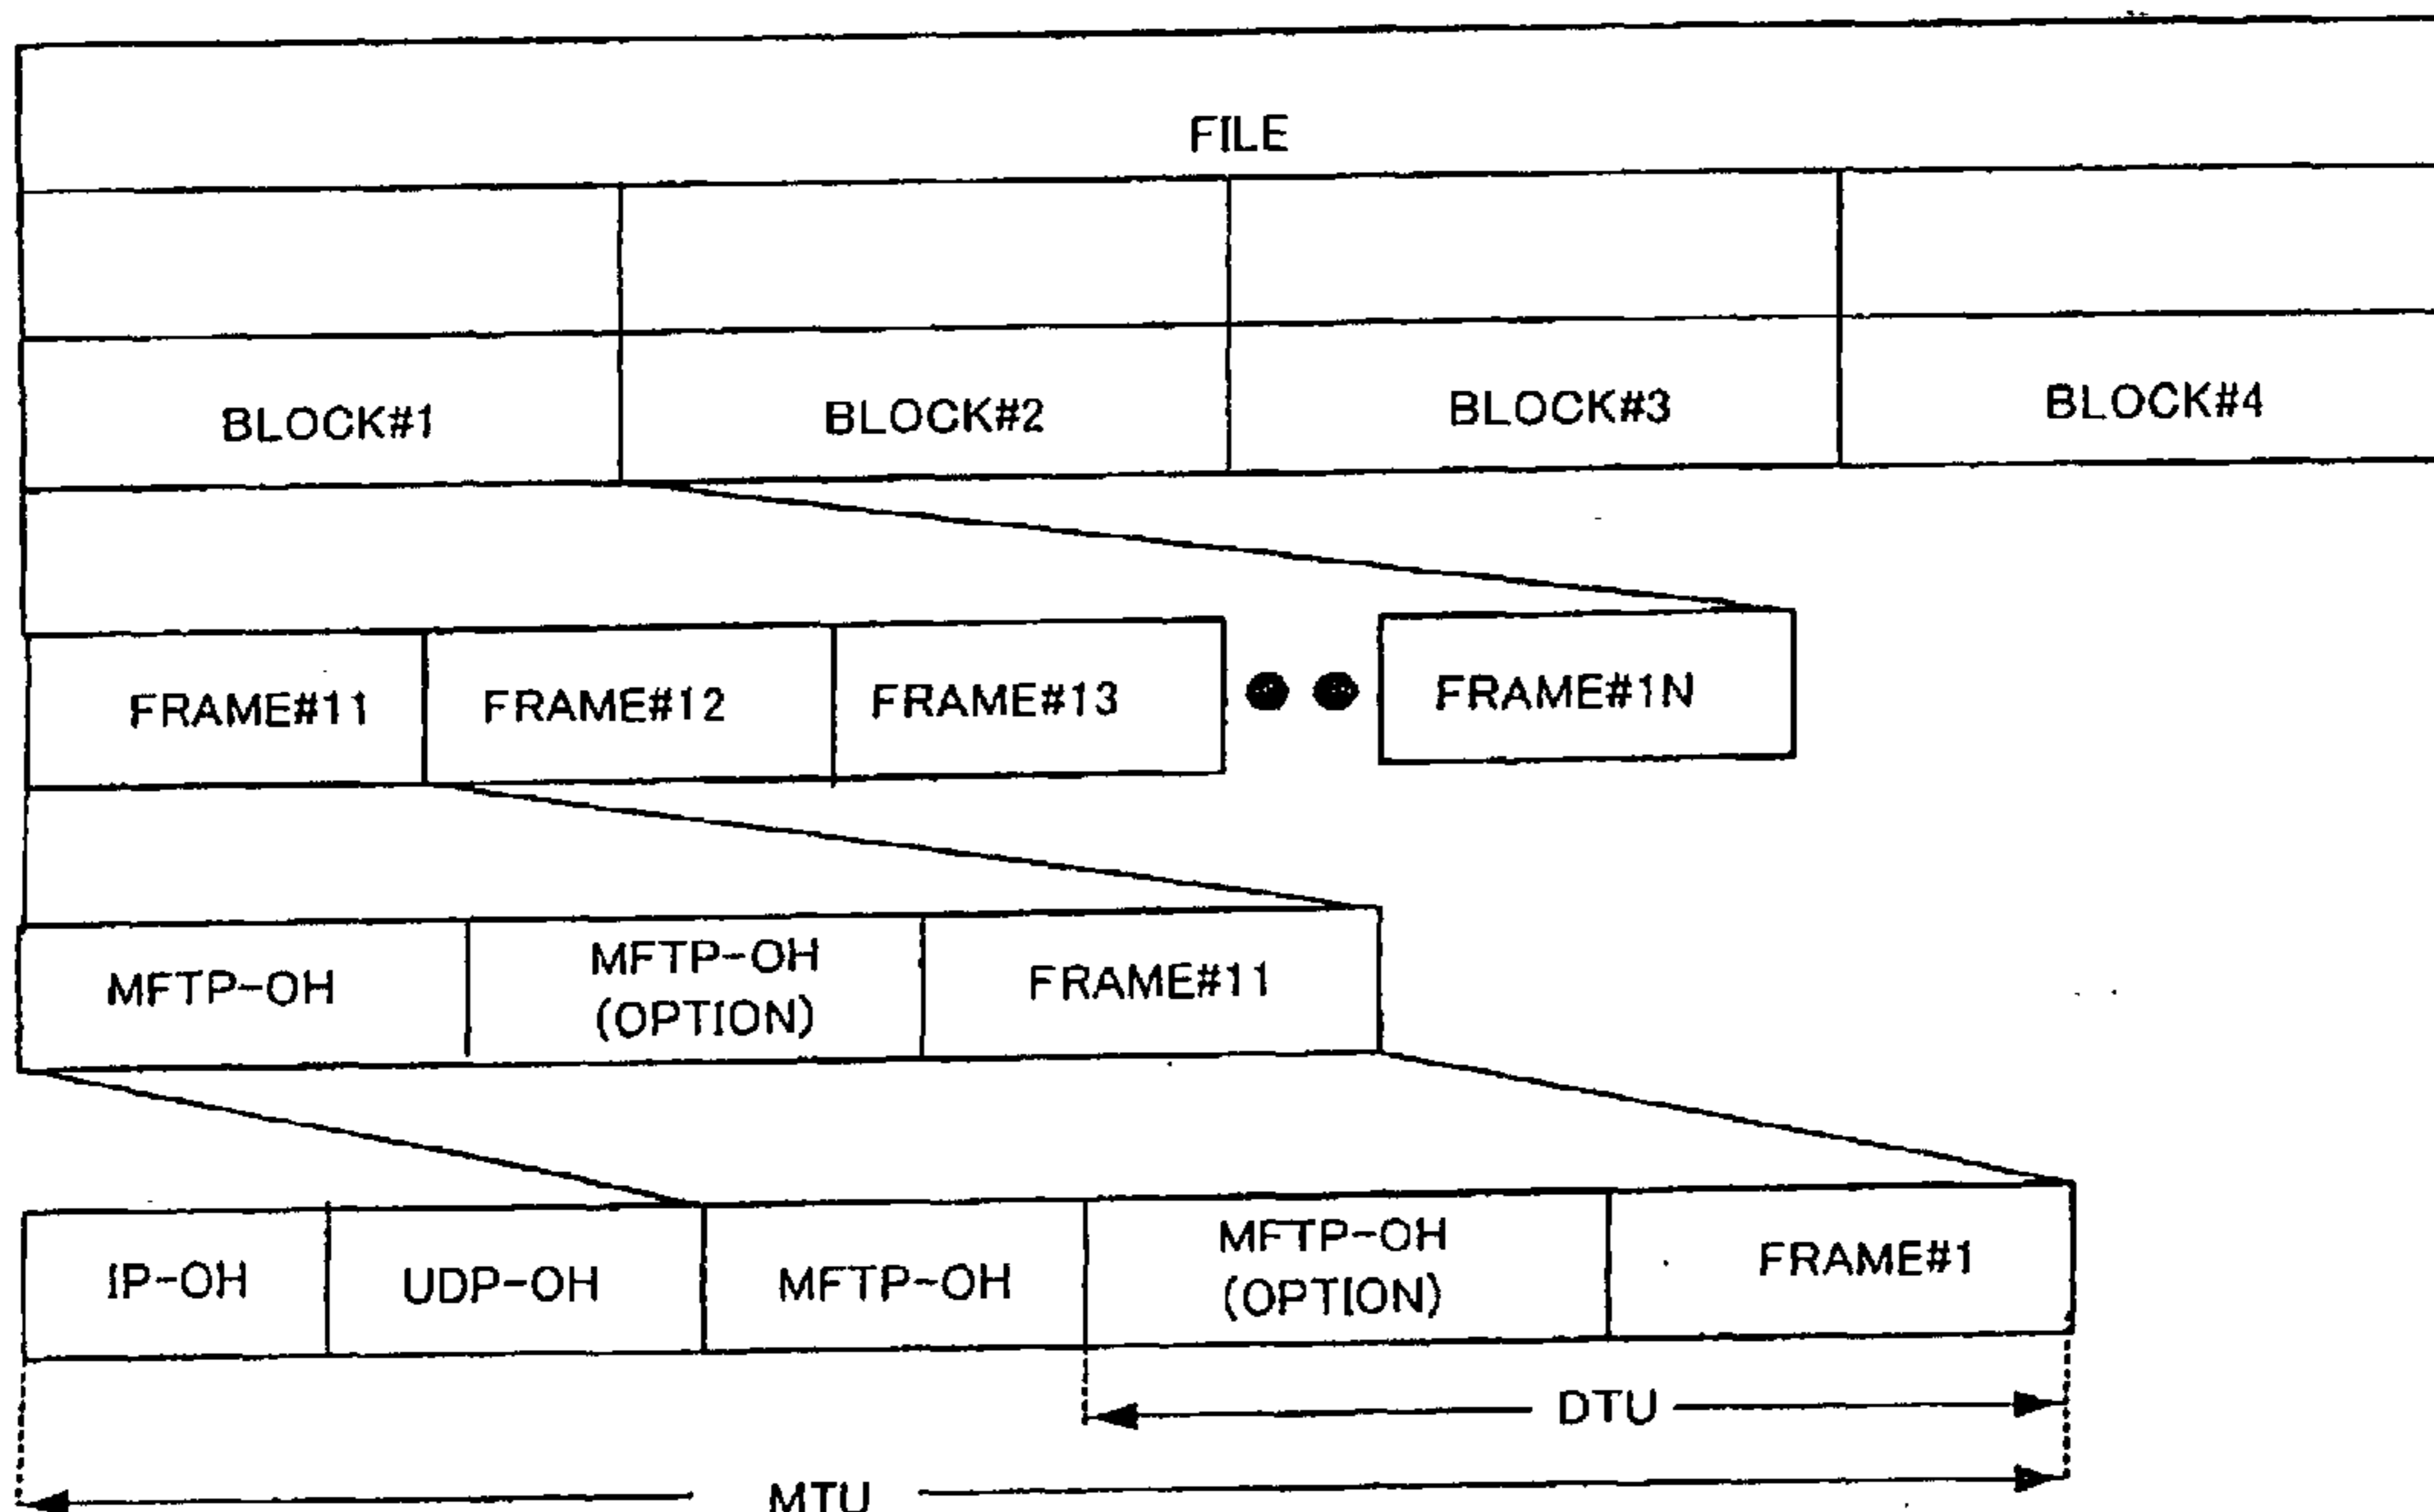 FILE
BLOCK#1 BLOCK#2 BLOCK#3 BLOCK#4
FRAME#11 FRAME#12 FRAME#13 FRAME#1N
MFTP-OH MFTP-OH
(OPTION) FRAME#11
IP-OH UDP-OH MFTP-OH MFTP-OH
(OPTION) FRAME#1
DTU
MTU